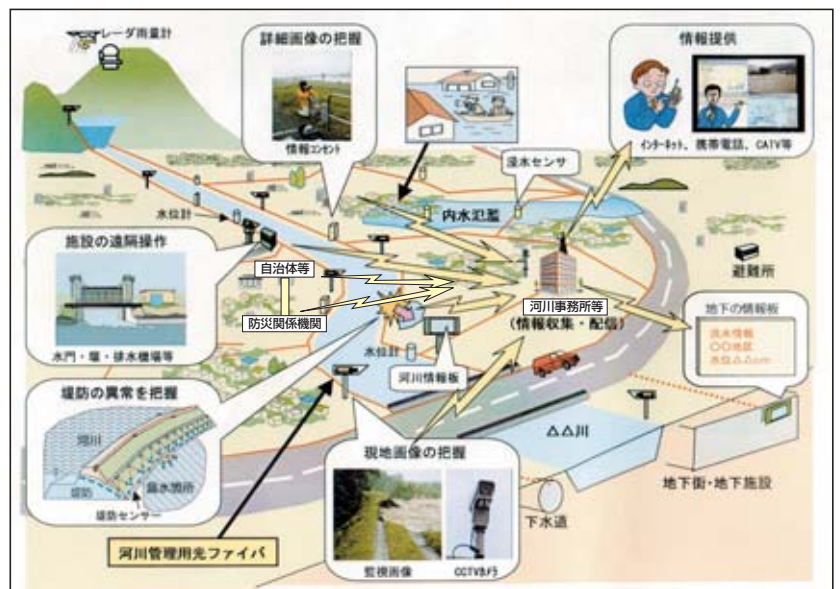 レーダ雨量計
詳細画像の把握
情報コンセント
情報提供
インターネット、携帯電話、CATV等
浸水センサ
内水氾濫
水位計
施設の遠隔操作
水門・堰・排水機場等
自治体等
防災関係機関
河川事務所等
(情報収集・配信)
避難所
地下の情報板
洪水情報
〇〇地区
水位△△cm
水位計
河川情報板
堤防の異常を把握
河川
堤防
漏水箇所
堤防センサー
現地画像の把握
監視画像
CCTVカメラ
△△川
下水道
地下街・地下施設
河川管理用光ファイバ